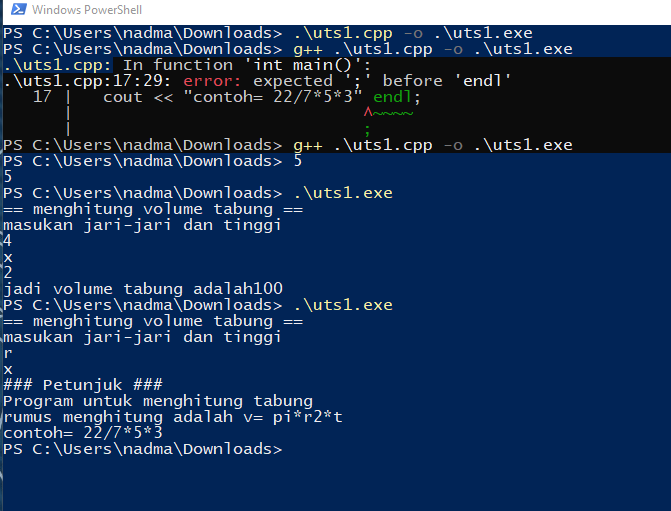 Windows PowerShell
PS C:\Users\nadma\Downloads> .\uts1.cpp -o .\uts1.exe
PS C:\Users\nadma\Downloads> g++ .\uts1.cpp -o .\uts1.exe
.\uts1.cpp: In function 'int main()':
.\uts1.cpp:17:29: error: expected ';' before 'endl'
   17 |   cout << "contoh= 22/7*5*3" endl;
      |                             ^~~~~
      |                             ;
PS C:\Users\nadma\Downloads> g++ .\uts1.cpp -o .\uts1.exe
PS C:\Users\nadma\Downloads> 5
5
PS C:\Users\nadma\Downloads> .\uts1.exe
== menghitung volume tabung ==
masukan jari-jari dan tinggi
4
x
2
jadi volume tabung adalah100
PS C:\Users\nadma\Downloads> .\uts1.exe
== menghitung volume tabung ==
masukan jari-jari dan tinggi
r
x
### Petunjuk ###
Program untuk menghitung tabung
rumus menghitung adalah v= pi*r2*t
contoh= 22/7*5*3
PS C:\Users\nadma\Downloads>